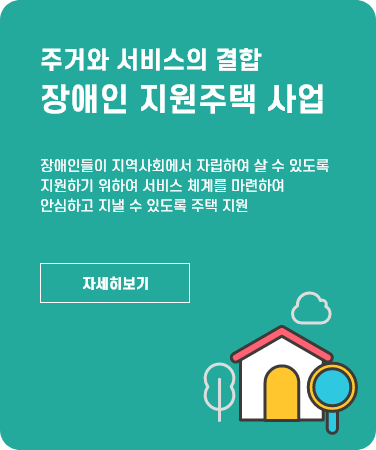 주거와 서비스의 결합
장애인 지원주택 사업
장애인들이 지역사회에서 자립하여 살 수 있도록
지원하기 위하여 서비스 체계를 마련하여
안심하고 지낼 수 있도록 주택 지원
자세히보기